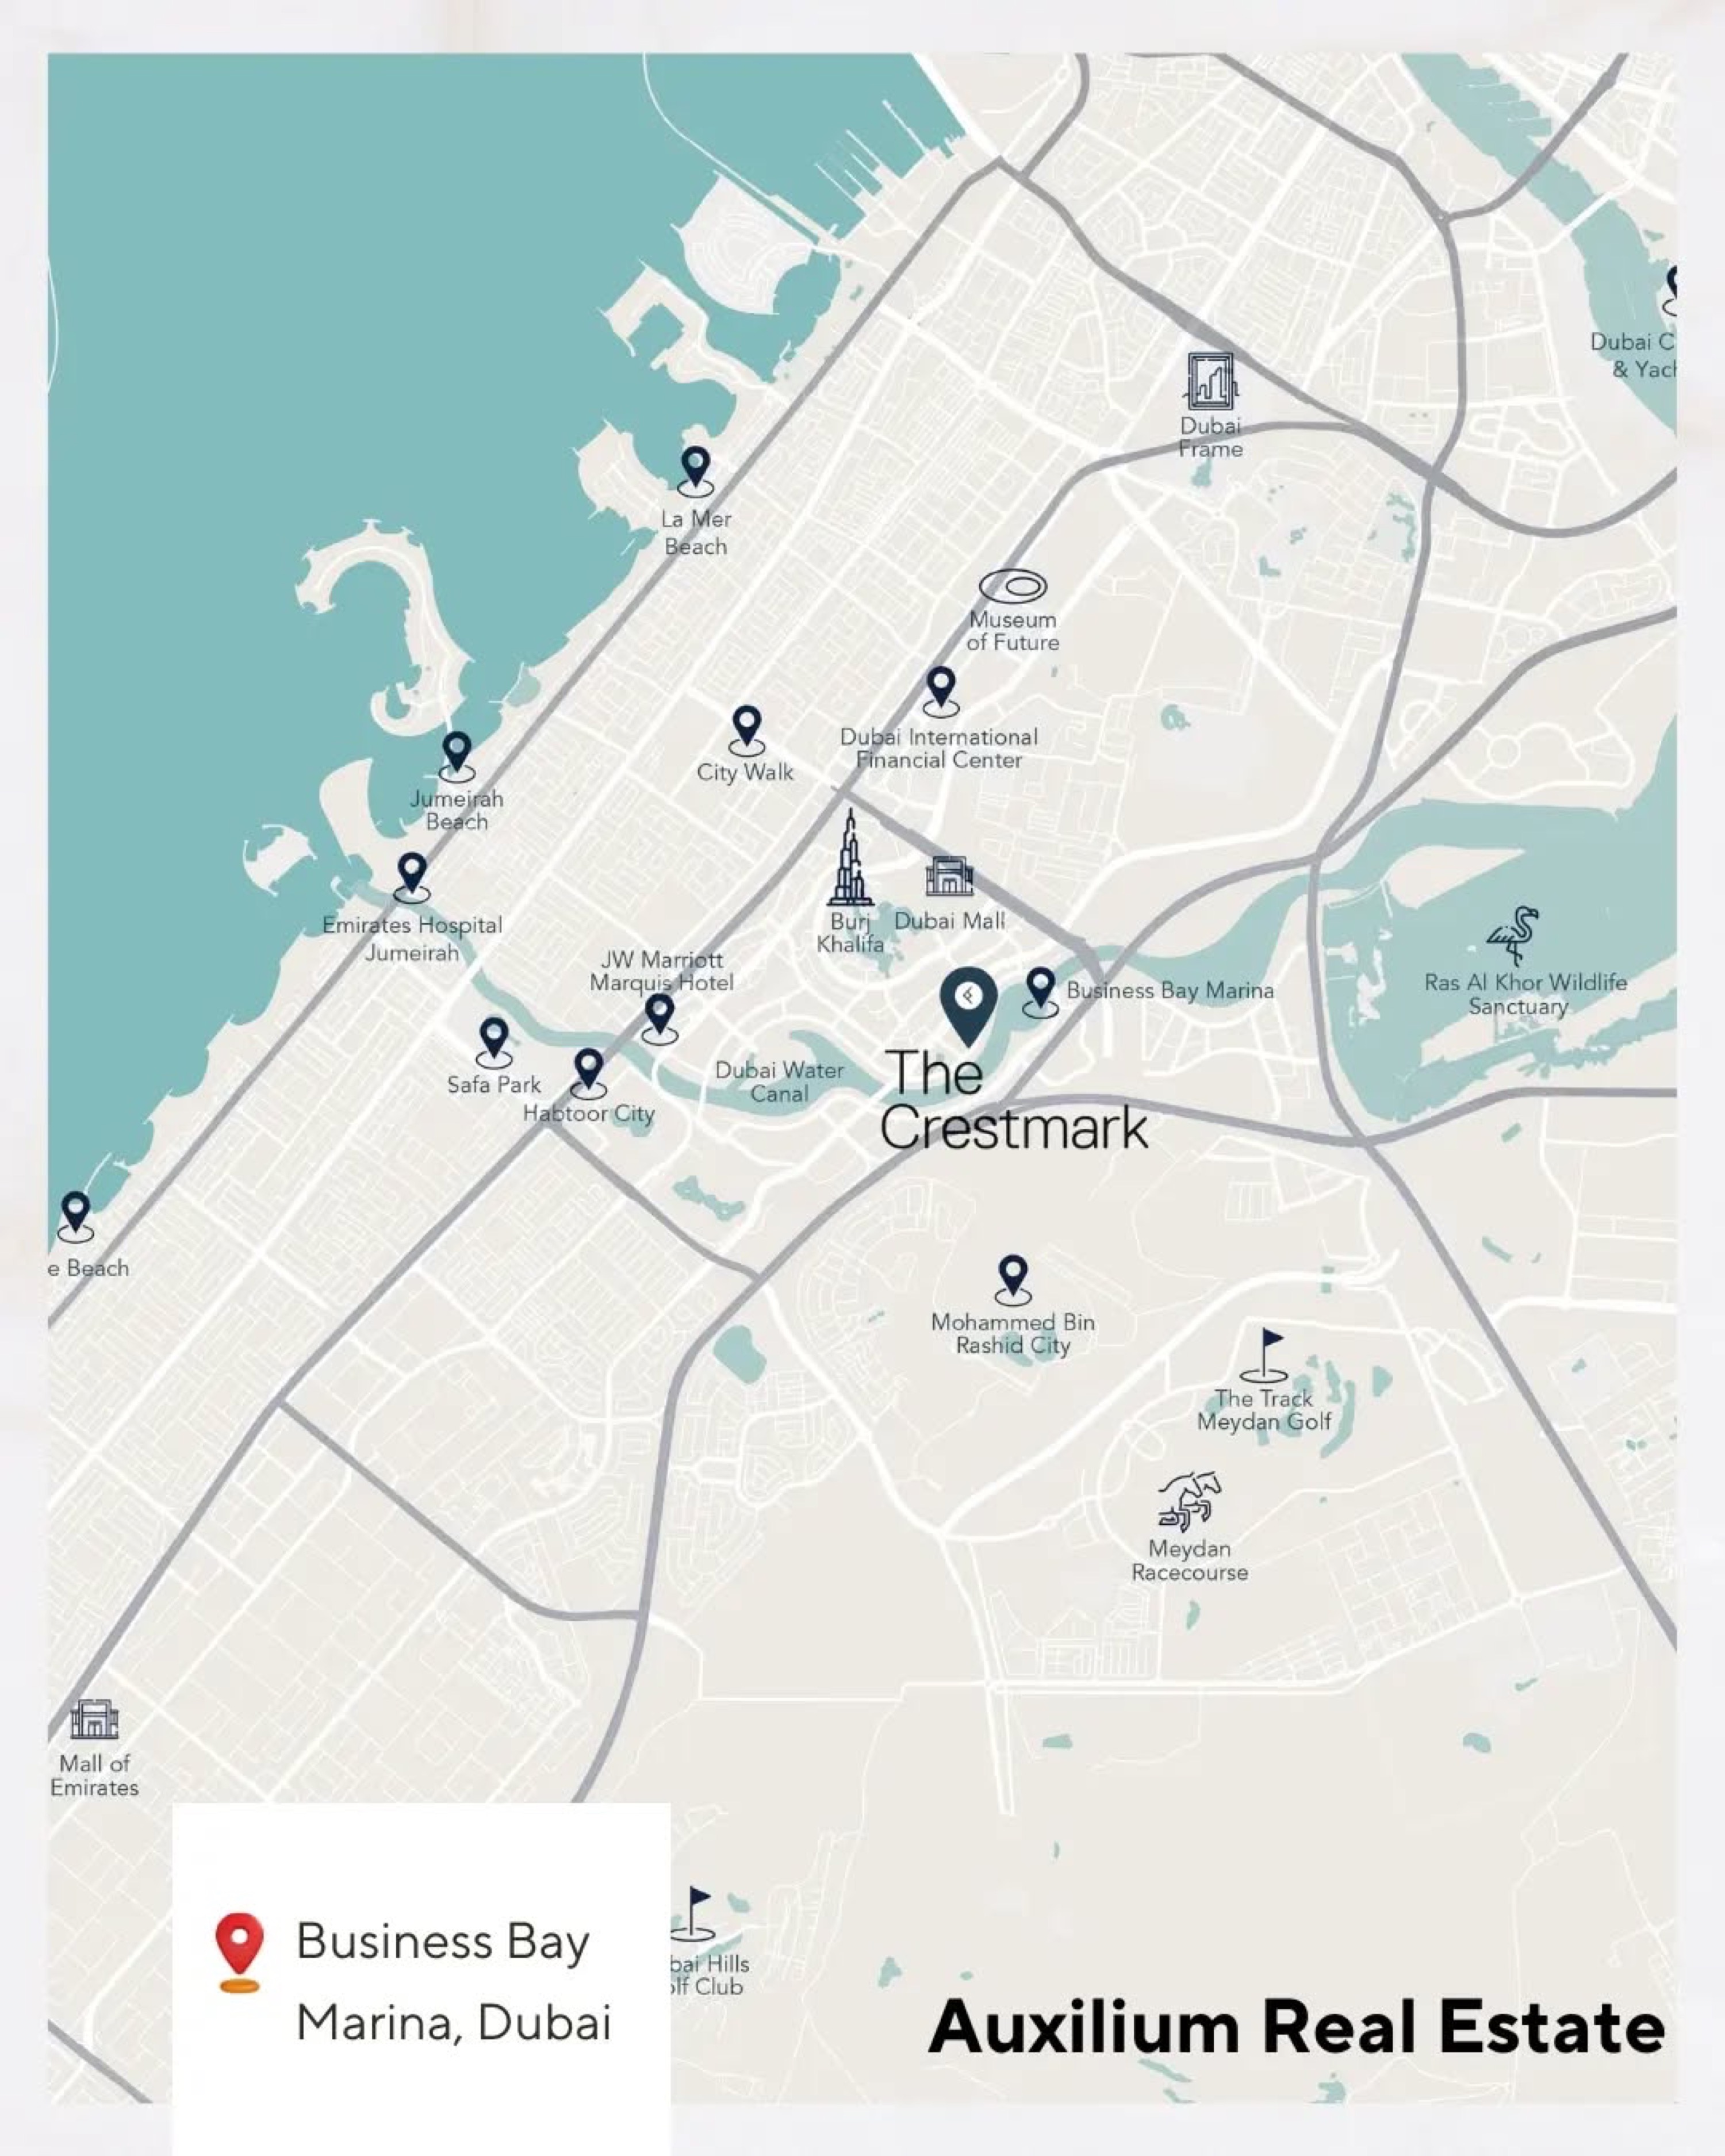 Dubai
Frame
Dubai C
& Yach
La Mer
Beach
Museum
of Future
Dubai International
Financial Center
City Walk
Jumeirah
Beach
Burj
Khalifa
Dubai Mall
Emirates Hospital
Jumeirah
JW Marriott
Marquis Hotel
Business Bay Marina
Ras Al Khor Wildlife
Sanctuary
Safa Park
Habtoor City
Dubai Water
Canal
The
Crestmark
e Beach
Mohammed Bin
Rashid City
The Track
Meydan Golf
Meydan
Racecourse
Mall of
Emirates
bai Hills
olf Club
Business Bay
Marina, Dubai
Auxilium Real Estate